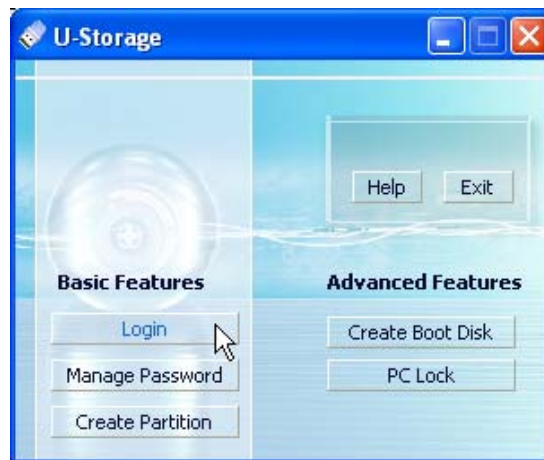 U-Storage
Help Exit
Basic Features
Advanced Features
Login
Create Boot Disk
Manage Password
PC Lock
Create Partition